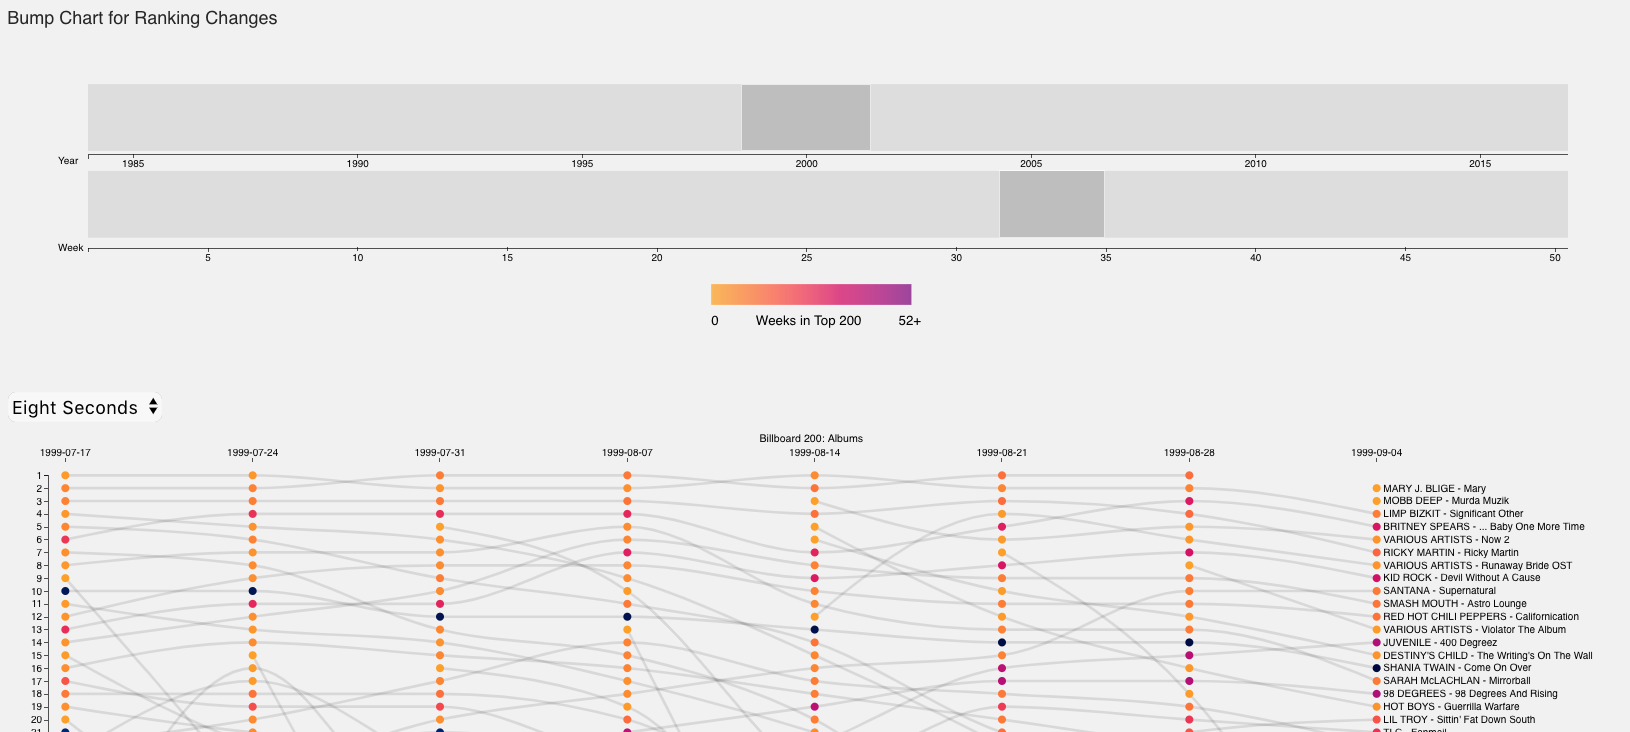 Bump Chart for Ranking Changes
Year
1985 1990 1995 2000 2005 2010 2015
Week
5 10 15 20 25 30 35 40 45 50
0 Weeks in Top 200 52+
Eight Seconds
Billboard 200: Albums
1999-07-17 1999-07-24 1999-07-31 1999-08-07 1999-08-14 1999-08-21 1999-08-28 1999-09-04
1
2 MARY J. BLIGE - Mary
3 MOBB DEEP - Murda Muzik
4 LIMP BIZKIT - Significant Other
5 BRITNEY SPEARS - ... Baby One More Time
6 VARIOUS ARTISTS - Now 2
7 RICKY MARTIN - Ricky Martin
8 VARIOUS ARTISTS - Runaway Bride OST
9 KID ROCK - Devil Without A Cause
10 SANTANA - Supernatural
11 SMASH MOUTH - Astro Lounge
12 RED HOT CHILI PEPPERS - Californication
13 VARIOUS ARTISTS - Violator The Album
14 JUVENILE - 400 Degreez
15 DESTINY'S CHILD - The Writing's On The Wall
16 SHANIA TWAIN - Come On Over
17 SARAH McLACHLAN - Mirrorball
18 98 DEGREES - 98 Degrees And Rising
19 HOT BOYS - Guerrilla Warfare
20 LIL TROY - Sittin' Fat Down South
21 TLC - Fanmail